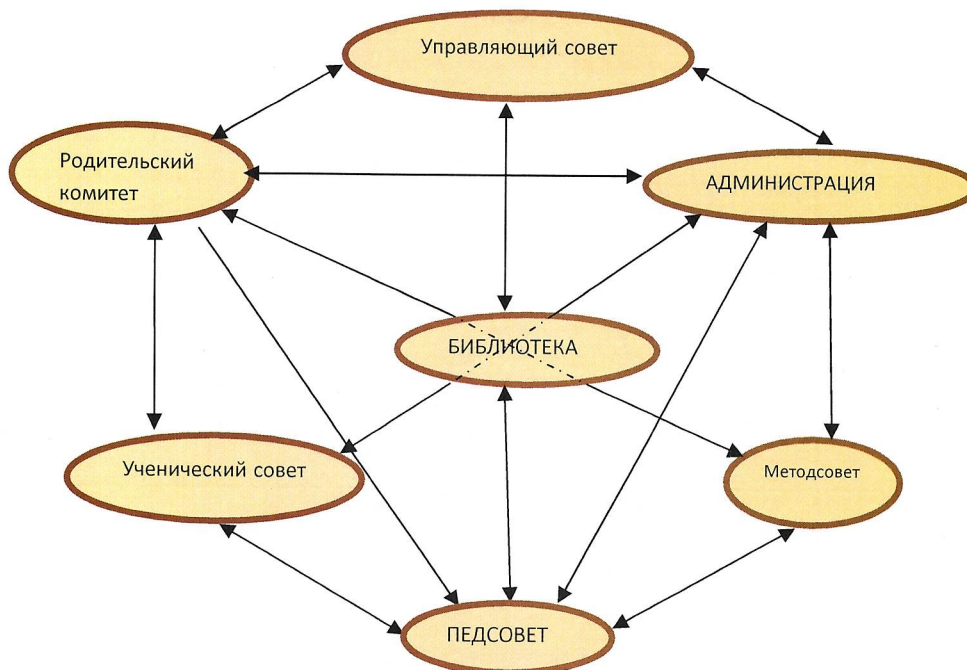 Управляющий совет
Родительский
комитет
АДМИНИСТРАЦИЯ
БИБЛИОТЕКА
Ученический совет
Методсовет
ПЕДСОВЕТ